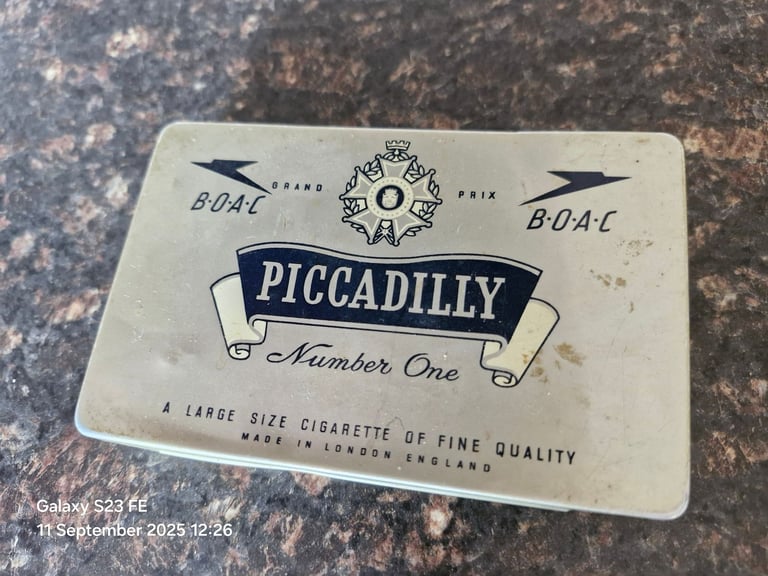 GRAND PRIX
B·O·A·C B·O·A·C
PICCADILLY
Number One
A LARGE SIZE CIGARETTE OF FINE QUALITY
MADE IN LONDON ENGLAND
Galaxy S23 FE
11 September 2025 12:26